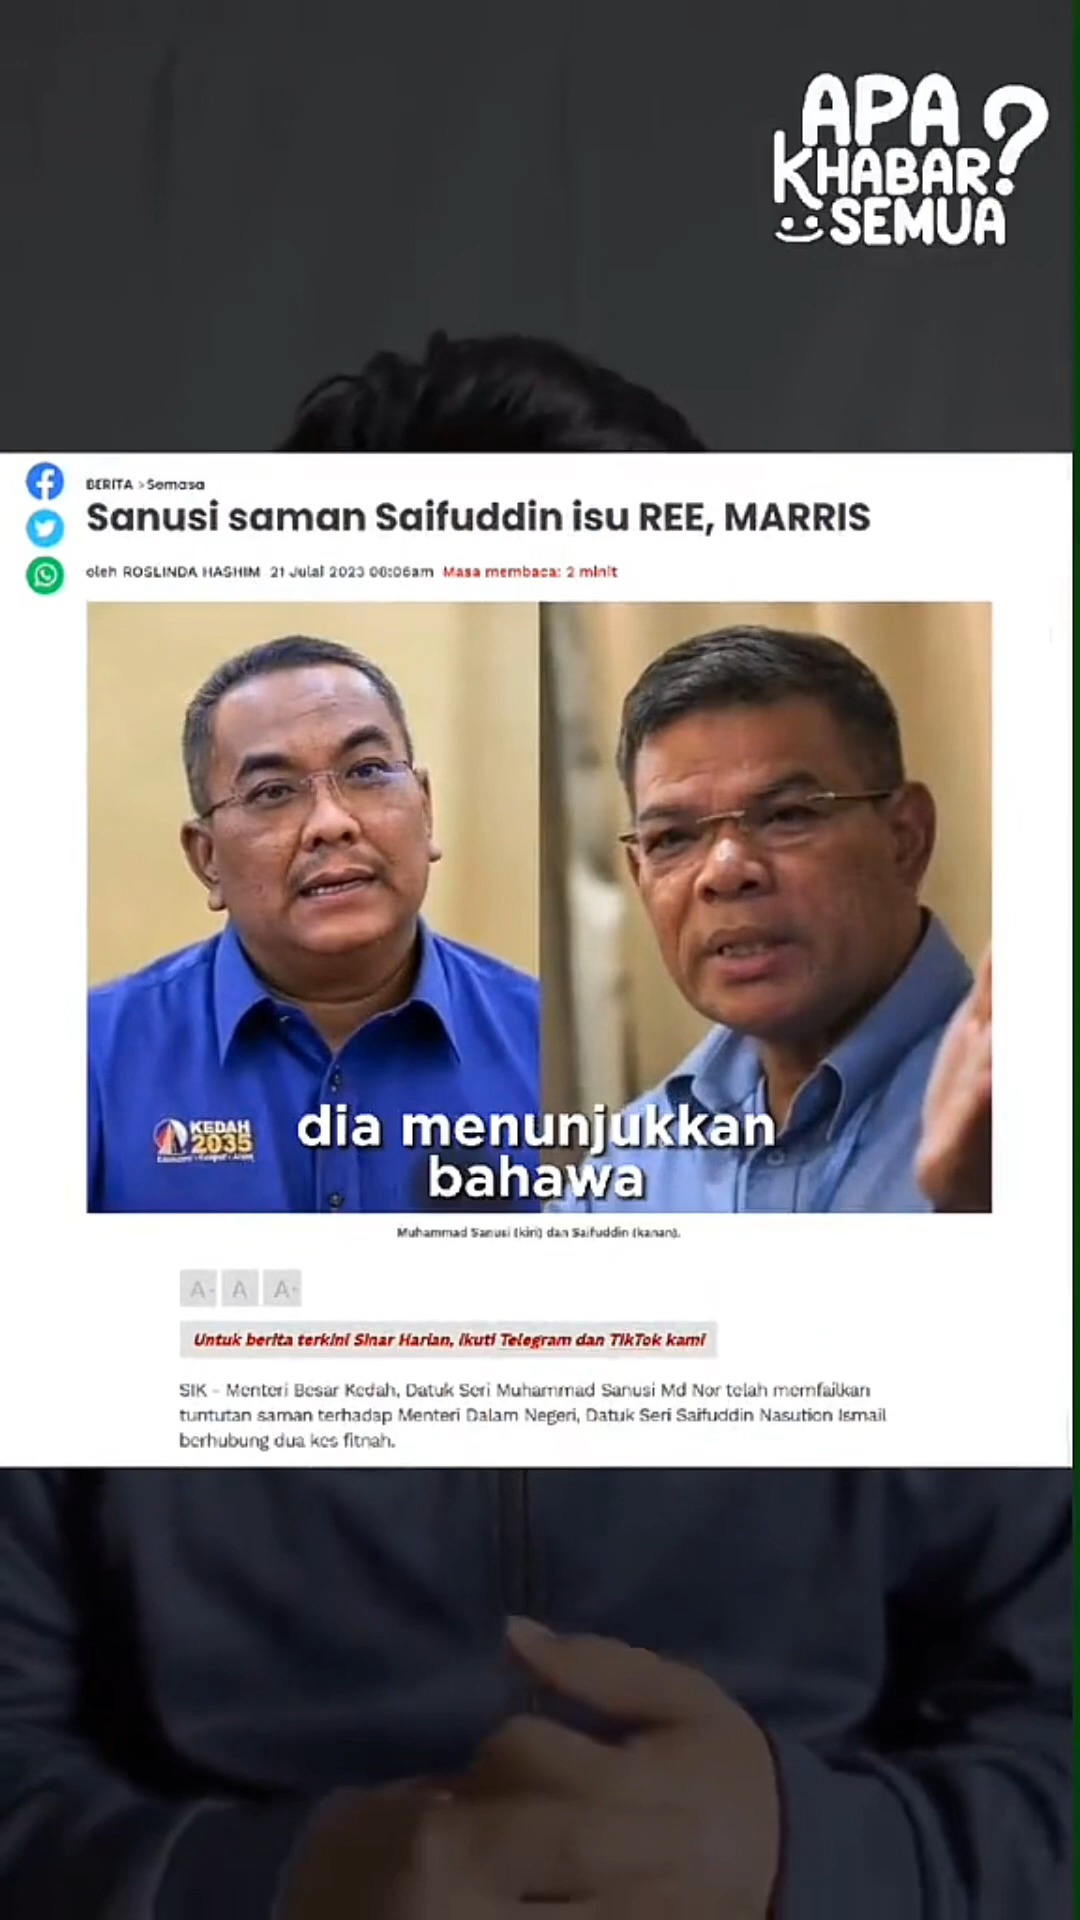 APA
KHABAR?
SEMUA
BERITA > Semasa
Sanusi saman Saifuddin isu REE, MARRIS
oleh ROSLINDA HASHIM 21 Julai 2023 08:06am Masa membaca: 2 minit
KEDAH
2035
dia menunjukkan
bahawa
Muhammad Sanusi (kiri) dan Saifuddin (kanan).
A- A A+
Untuk berita terkini Sinar Harian, ikuti Telegram dan TikTok kami
SIK - Menteri Besar Kedah, Datuk Seri Muhammad Sanusi Md Nor telah memfailkan
tuntutan saman terhadap Menteri Dalam Negeri, Datuk Seri Saifuddin Nasution Ismail
berhubung dua kes fitnah.